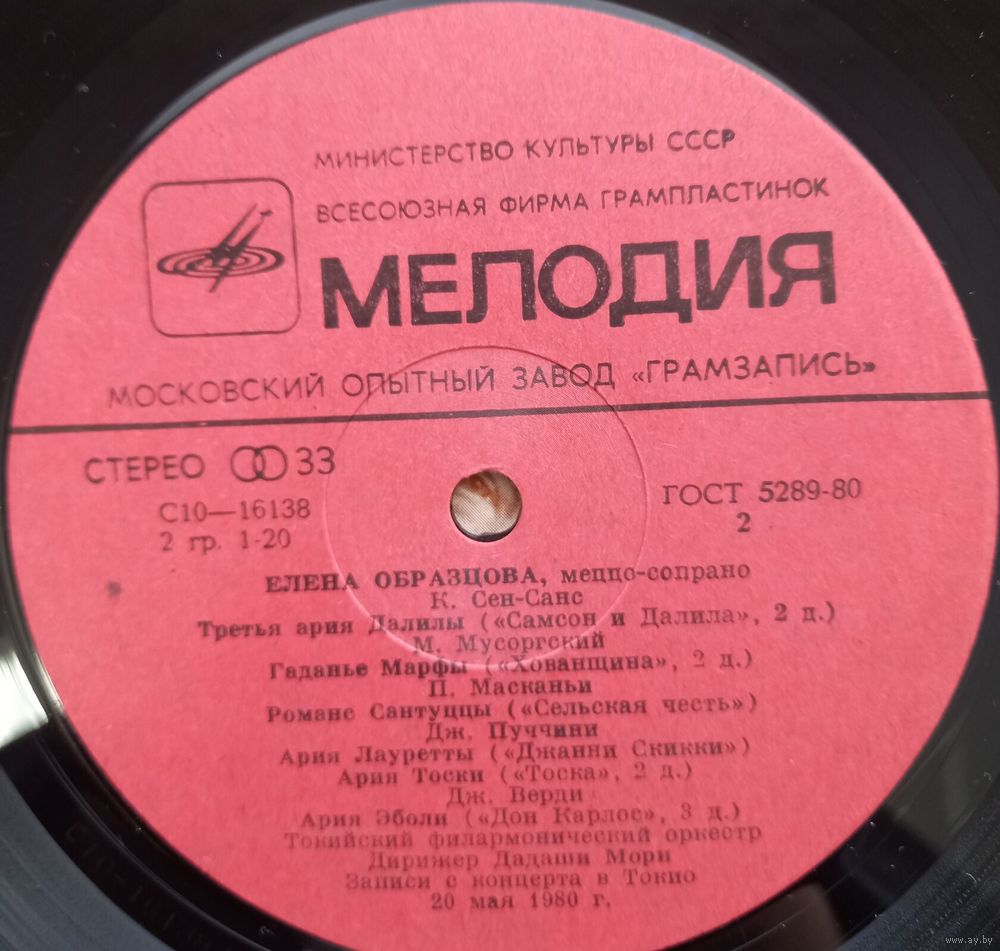 МИНИСТЕРСТВО КУЛЬТУРЫ СССР
ВСЕСОЮЗНАЯ ФИРМА ГРАМПЛАСТИНОК
МЕЛОДИЯ
МОСКОВСКИЙ ОПЫТНЫЙ ЗАВОД «ГРАМЗАПИСЬ»
СТЕРЕО 33
ГОСТ 5289-80
С10—16138
2
2 гр. 1-20
ЕЛЕНА ОБРАЗЦОВА, меццо-сопрано
К. Сен-Санс
Третья ария Далилы («Самсон и Далила», 2 д.)
М. Мусоргский
Гаданье Марфы («Хованщина», 2 д.)
П. Масканьи
Романс Сантуццы («Сельская честь»)
Дж. Пуччини
Ария Лауретты («Джанни Скикки»)
Ария Тоски («Тоска», 2 д.)
Дж. Верди
Ария Эболи («Дон Карлос», 3 д.)
Токийский филармонический оркестр
Дирижер Дадаши Мори
Записи с концерта в Токио
20 мая 1980 г.
www.ay.by